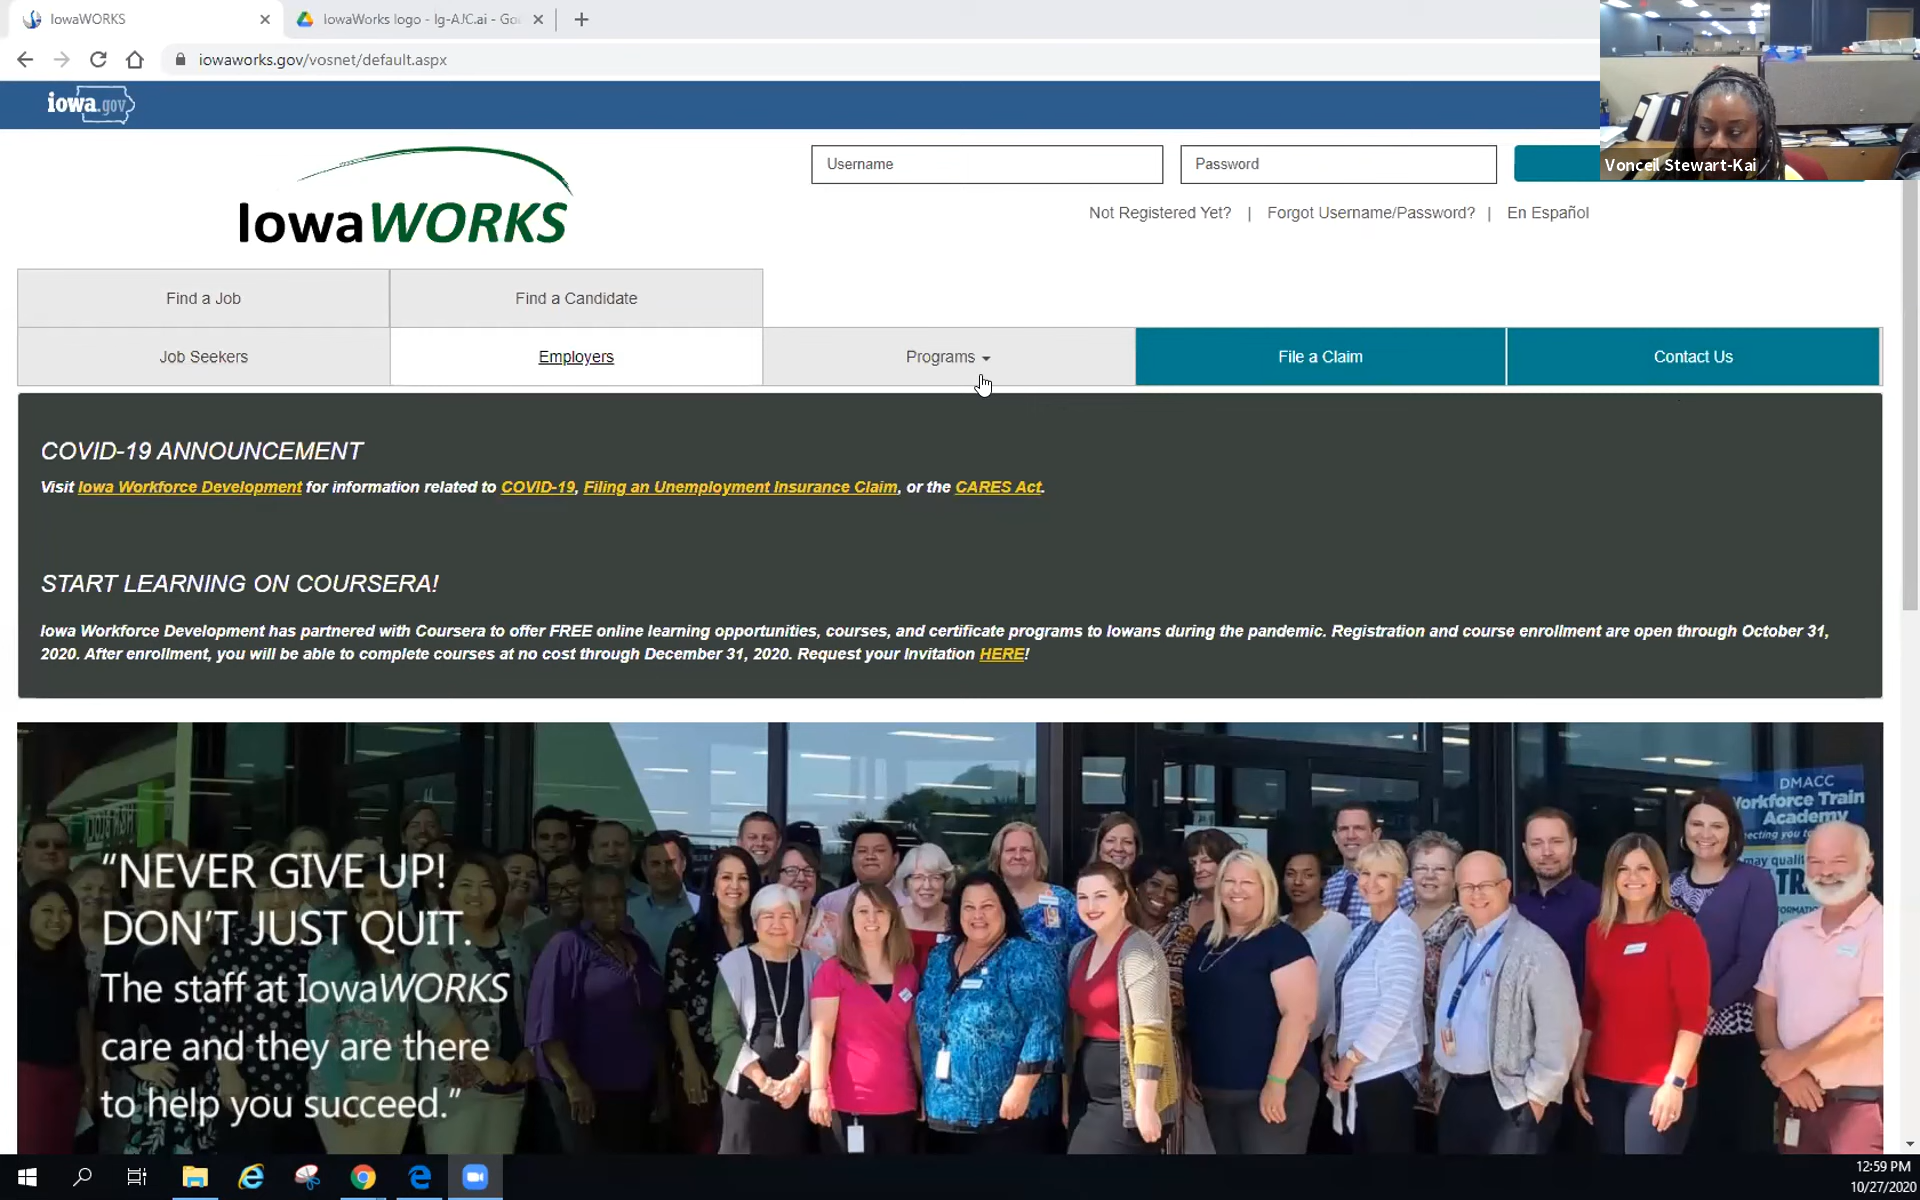 IowaWORKS
IowaWorks logo - lg-AJC.ai - Goo
iowaworks.gov/vosnet/default.aspx
iowa.gov
IowaWORKS
Username
Password
Vonceil Stewart-Kai
Not Registered Yet? | Forgot Username/Password? | En Español
Find a Job
Find a Candidate
Job Seekers
Employers
Programs
File a Claim
Contact Us
COVID-19 ANNOUNCEMENT
Visit Iowa Workforce Development for information related to COVID-19, Filing an Unemployment Insurance Claim, or the CARES Act.
START LEARNING ON COURSERA!
Iowa Workforce Development has partnered with Coursera to offer FREE online learning opportunities, courses, and certificate programs to Iowans during the pandemic. Registration and course enrollment are open through October 31,
2020. After enrollment, you will be able to complete courses at no cost through December 31, 2020. Request your Invitation HERE!
DMACC
Workforce Train
Academy
may qualif
"NEVER GIVE UP!
DON'T JUST QUIT.
The staff at IowaWORKS
care and they are there
to help you succeed."
12:59 PM
10/27/2020